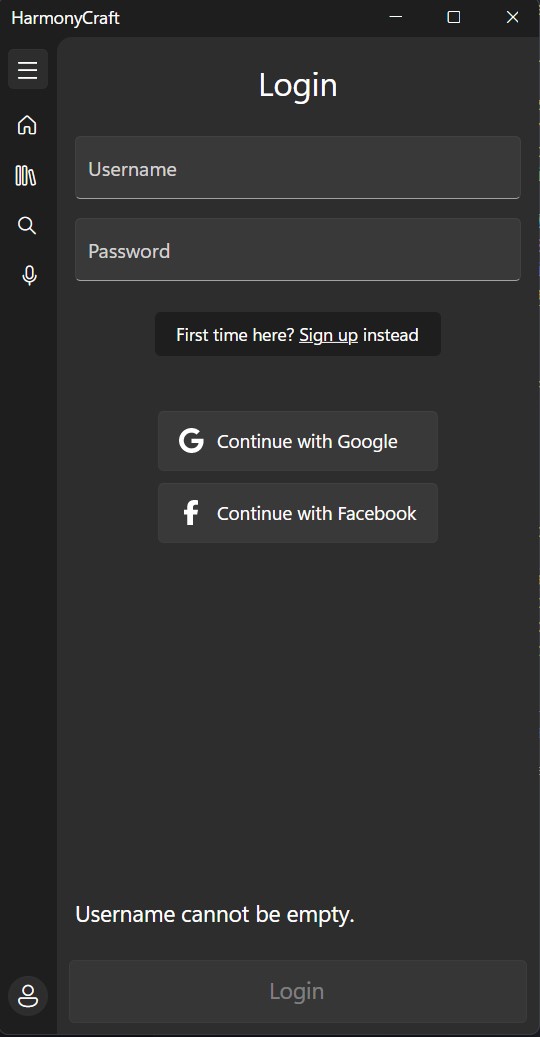 HarmonyCraft
Login
Username
Password
First time here? Sign up instead
Continue with Google
Continue with Facebook
Username cannot be empty.
Login